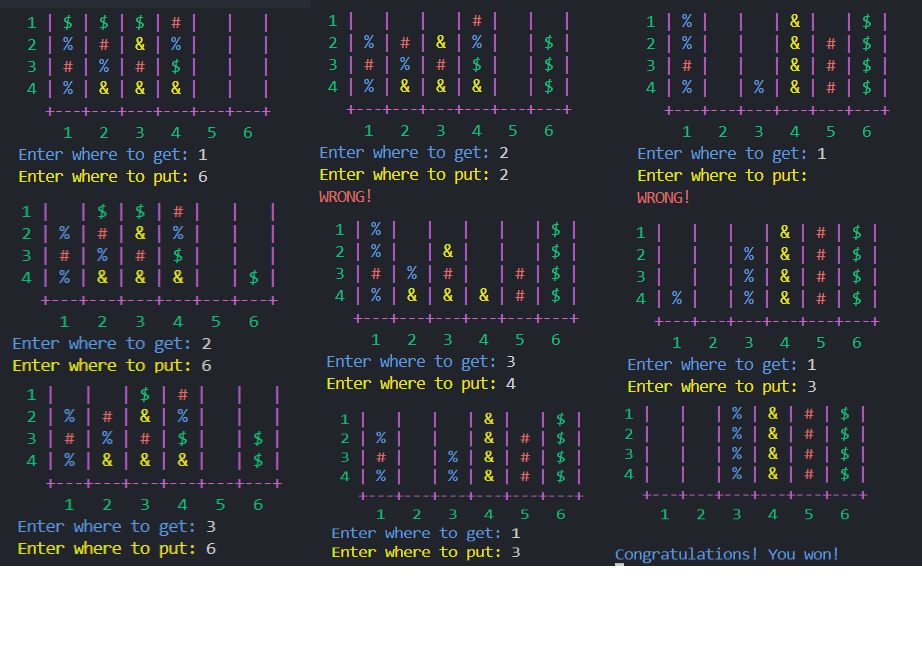 1 | $ | $ | $ | # |   |   |
2 | % | # | & | % |   |   |
3 | # | % | # | $ |   |   |
4 | % | & | & | & |   |   |
+---+---+---+---+---+---+
1 2 3 4 5 6
Enter where to get: 1
Enter where to put: 6
1 |   | $ | $ | # |   |   |
2 | % | # | & | % |   |   |
3 | # | % | # | $ |   |   |
4 | % | & | & | & |   | $ |
+---+---+---+---+---+---+
1 2 3 4 5 6
Enter where to get: 2
Enter where to put: 6
1 |   |   | $ | # |   |   |
2 | % | # | & | % |   |   |
3 | # | % | # | $ |   | $ |
4 | % | & | & | & |   | $ |
+---+---+---+---+---+---+
1 2 3 4 5 6
Enter where to get: 3
Enter where to put: 6
1 |   |   |   | # |   |   |
2 | % | # | & | % |   | $ |
3 | # | % | # | $ |   | $ |
4 | % | & | & | & |   | $ |
+---+---+---+---+---+---+
1 2 3 4 5 6
Enter where to get: 2
Enter where to put: 2
WRONG!
1 | % |   |   |   |   | $ |
2 | % |   | & |   |   | $ |
3 | # | % | # |   | # | $ |
4 | % | & | & | & | # | $ |
+---+---+---+---+---+---+
1 2 3 4 5 6
Enter where to get: 3
Enter where to put: 4
1 |   |   |   | & |   | $ |
2 | % |   |   | & | # | $ |
3 | # |   | % | & | # | $ |
4 | % |   | % | & | # | $ |
+---+---+---+---+---+---+
1 2 3 4 5 6
Enter where to get: 1
Enter where to put: 3
1 | % |   |   | & |   | $ |
2 | % |   |   | & | # | $ |
3 | # |   |   | & | # | $ |
4 | % |   | % | & | # | $ |
+---+---+---+---+---+---+
1 2 3 4 5 6
Enter where to get: 1
Enter where to put:
WRONG!
1 |   |   |   | & | # | $ |
2 |   |   | % | & | # | $ |
3 |   |   | % | & | # | $ |
4 | % |   | % | & | # | $ |
+---+---+---+---+---+---+
1 2 3 4 5 6
Enter where to get: 1
Enter where to put: 3
1 |   |   | % | & | # | $ |
2 |   |   | % | & | # | $ |
3 |   |   | % | & | # | $ |
4 |   |   | % | & | # | $ |
+---+---+---+---+---+---+
1 2 3 4 5 6
Congratulations! You won!